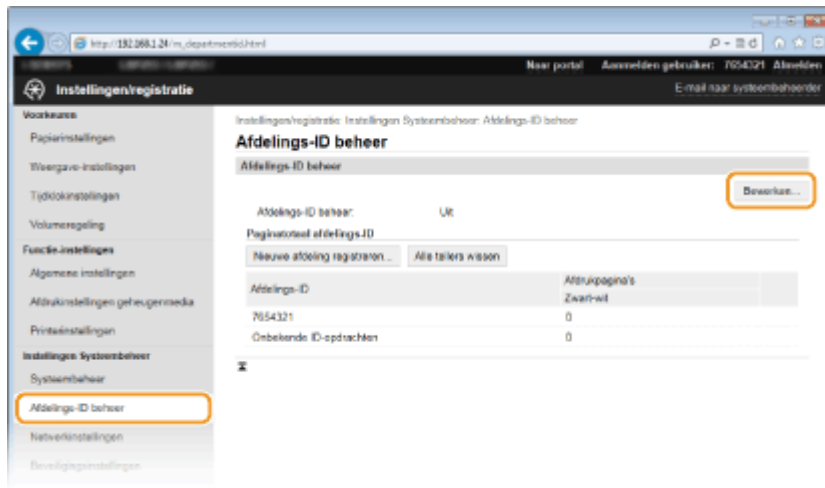 http://192.168.1.24/m_departmentid.html
Naar portal Aanmelden gebruiker: 7654321 Afmelden
Instellingen/registratie
E-mail naar systeembeheerder
Voorkeuren
Papierinstellingen
Weergave-instellingen
Tijdklokinstellingen
Volumeregeling
Functie-instellingen
Algemene instellingen
Afdrukinstellingen geheugenmedia
Printerinstellingen
Instellingen Systeembeheer
Systeembeheer
Afdelings-ID beheer
Netwerkinstellingen
Beveiligingsinstellingen
Instellingen/registratie: Instellingen Systeembeheer: Afdelings-ID beheer
Afdelings-ID beheer
Afdelings-ID beheer
Bewerken...
Afdelings-ID beheer: Uit
Paginatotaal afdelings-ID
Nieuwe afdeling registreren... Alle tellers wissen
Afdelings-ID
Afdrukpagina's
Zwart-wit
7654321 0
Onbekende ID-opdrachten 0